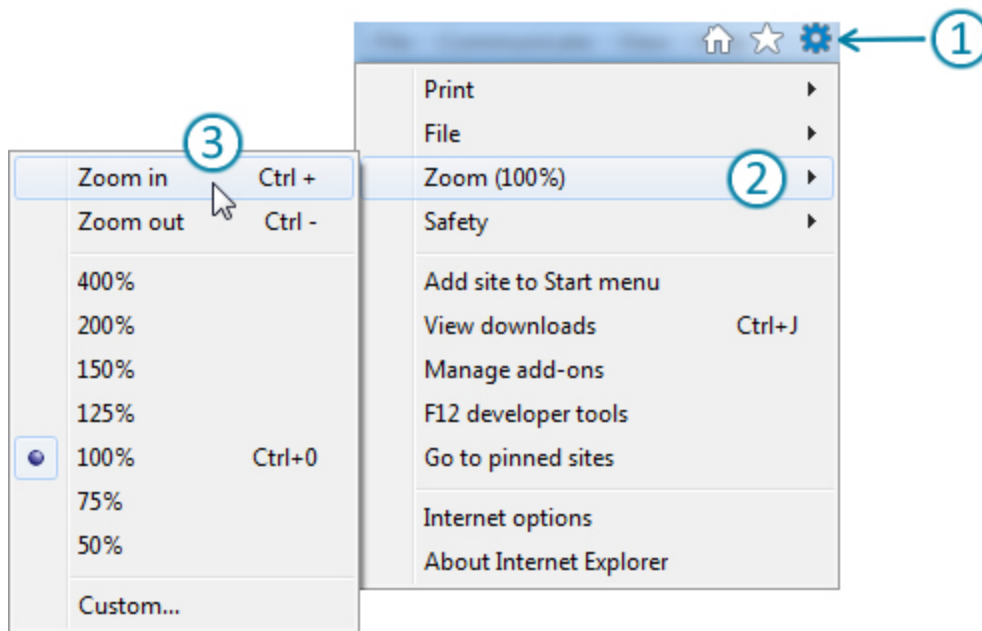 1
Print
File
Zoom (100%) 2
Safety
Add site to Start menu
View downloads Ctrl+J
Manage add-ons
F12 developer tools
Go to pinned sites
Internet options
About Internet Explorer
3
Zoom in Ctrl +
Zoom out Ctrl -
400%
200%
150%
125%
100% Ctrl+0
75%
50%
Custom...